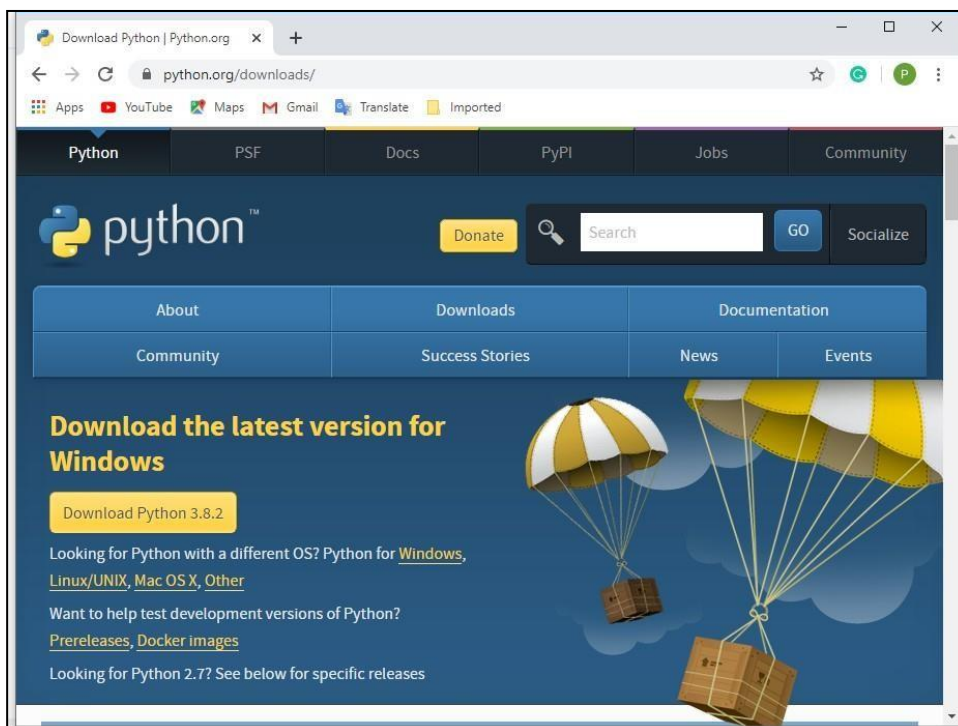 Download Python | Python.org
python.org/downloads/
P
Apps YouTube Maps Gmail Translate Imported
Python PSF Docs PyPI Jobs Community
python™
Donate Search GO Socialize
About Downloads Documentation
Community Success Stories News Events
Download the latest version for
Windows
Download Python 3.8.2
Looking for Python with a different OS? Python for Windows,
Linux/UNIX, Mac OS X, Other
Want to help test development versions of Python?
Prereleases, Docker images
Looking for Python 2.7? See below for specific releases